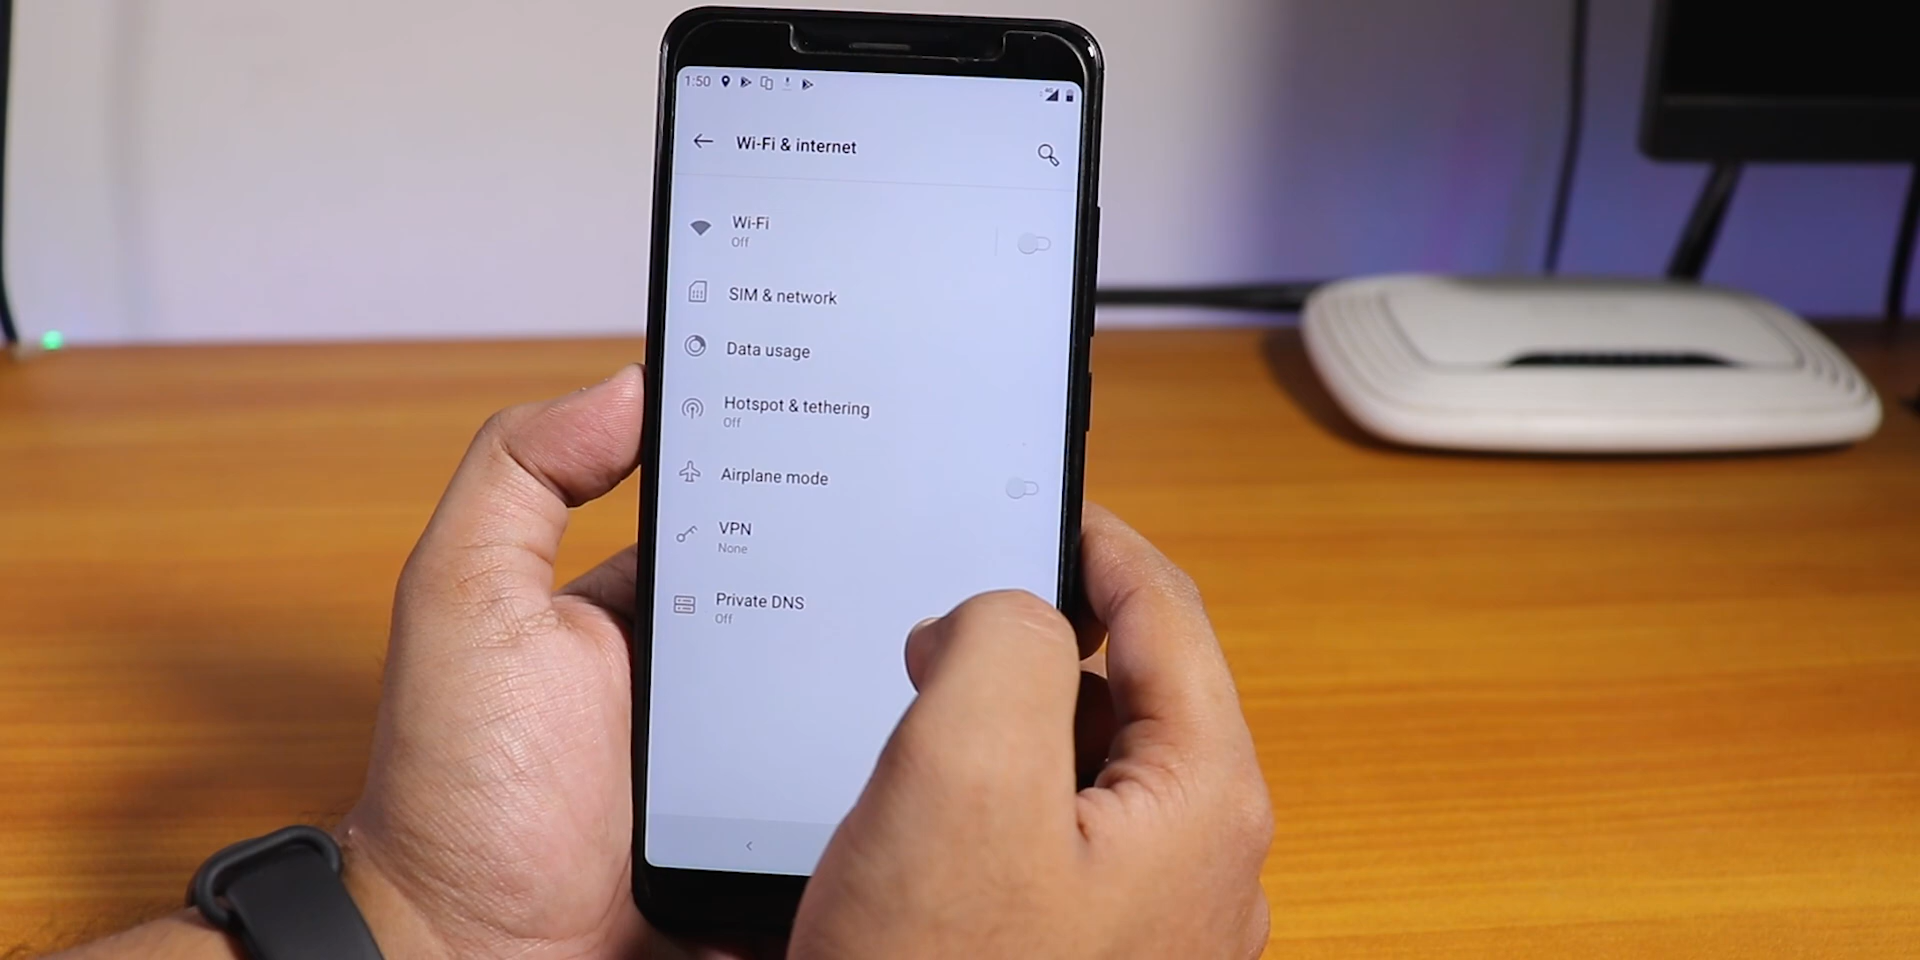 1:50
4G
Wi-Fi & internet
Wi-Fi
Off
SIM & network
Data usage
Hotspot & tethering
Off
Airplane mode
VPN
None
Private DNS
Off